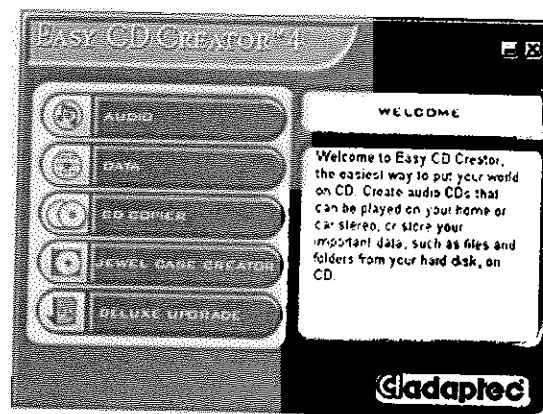 EASY CD CREATOR™ 4
AUDIO
DATA
CD COPIER
JEWEL CASE CREATOR
DELUXE UPGRADE
WELCOME
Welcome to Easy CD Creator,
the easiest way to put your world
on CD. Create audio CDs that
can be played on your home or
car stereo, or store your
important data, such as files and
folders from your hard disk, on
CD.
adaptec